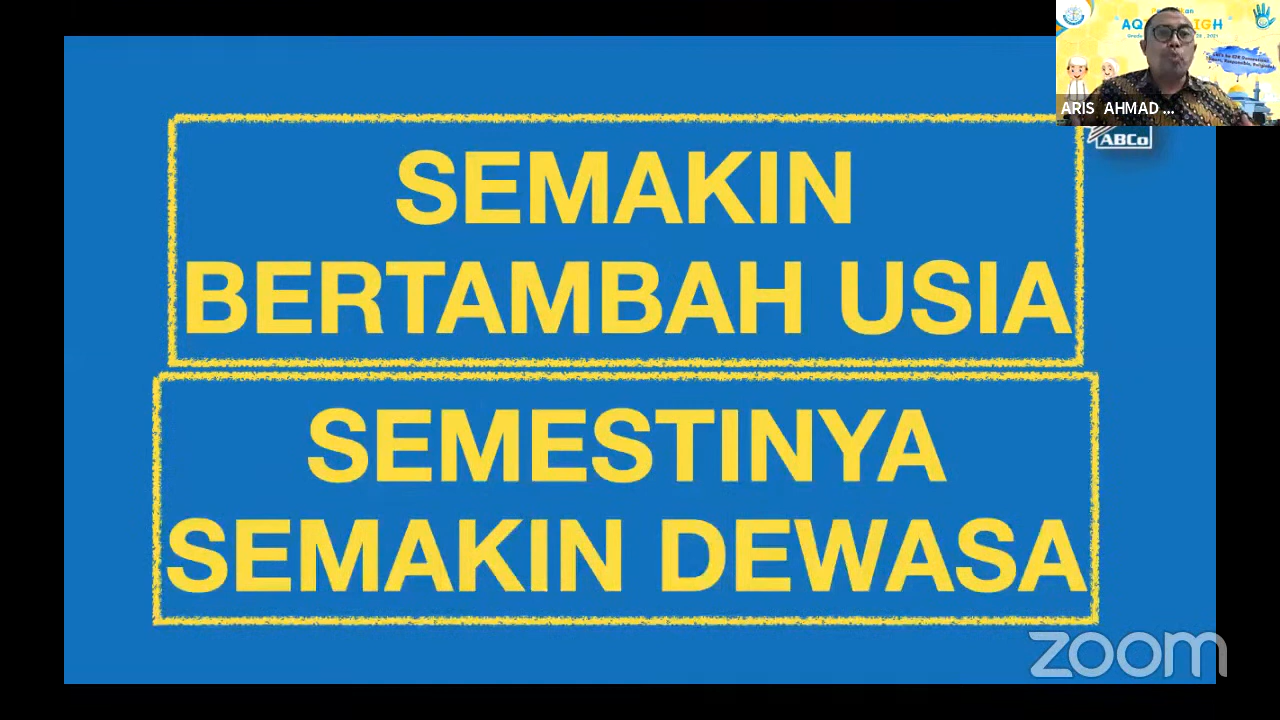 SEMAKIN
BERTAMBAH USIA
SEMESTINYA
SEMAKIN DEWASA
ARIS AHMAD ...
ABCo
zoom